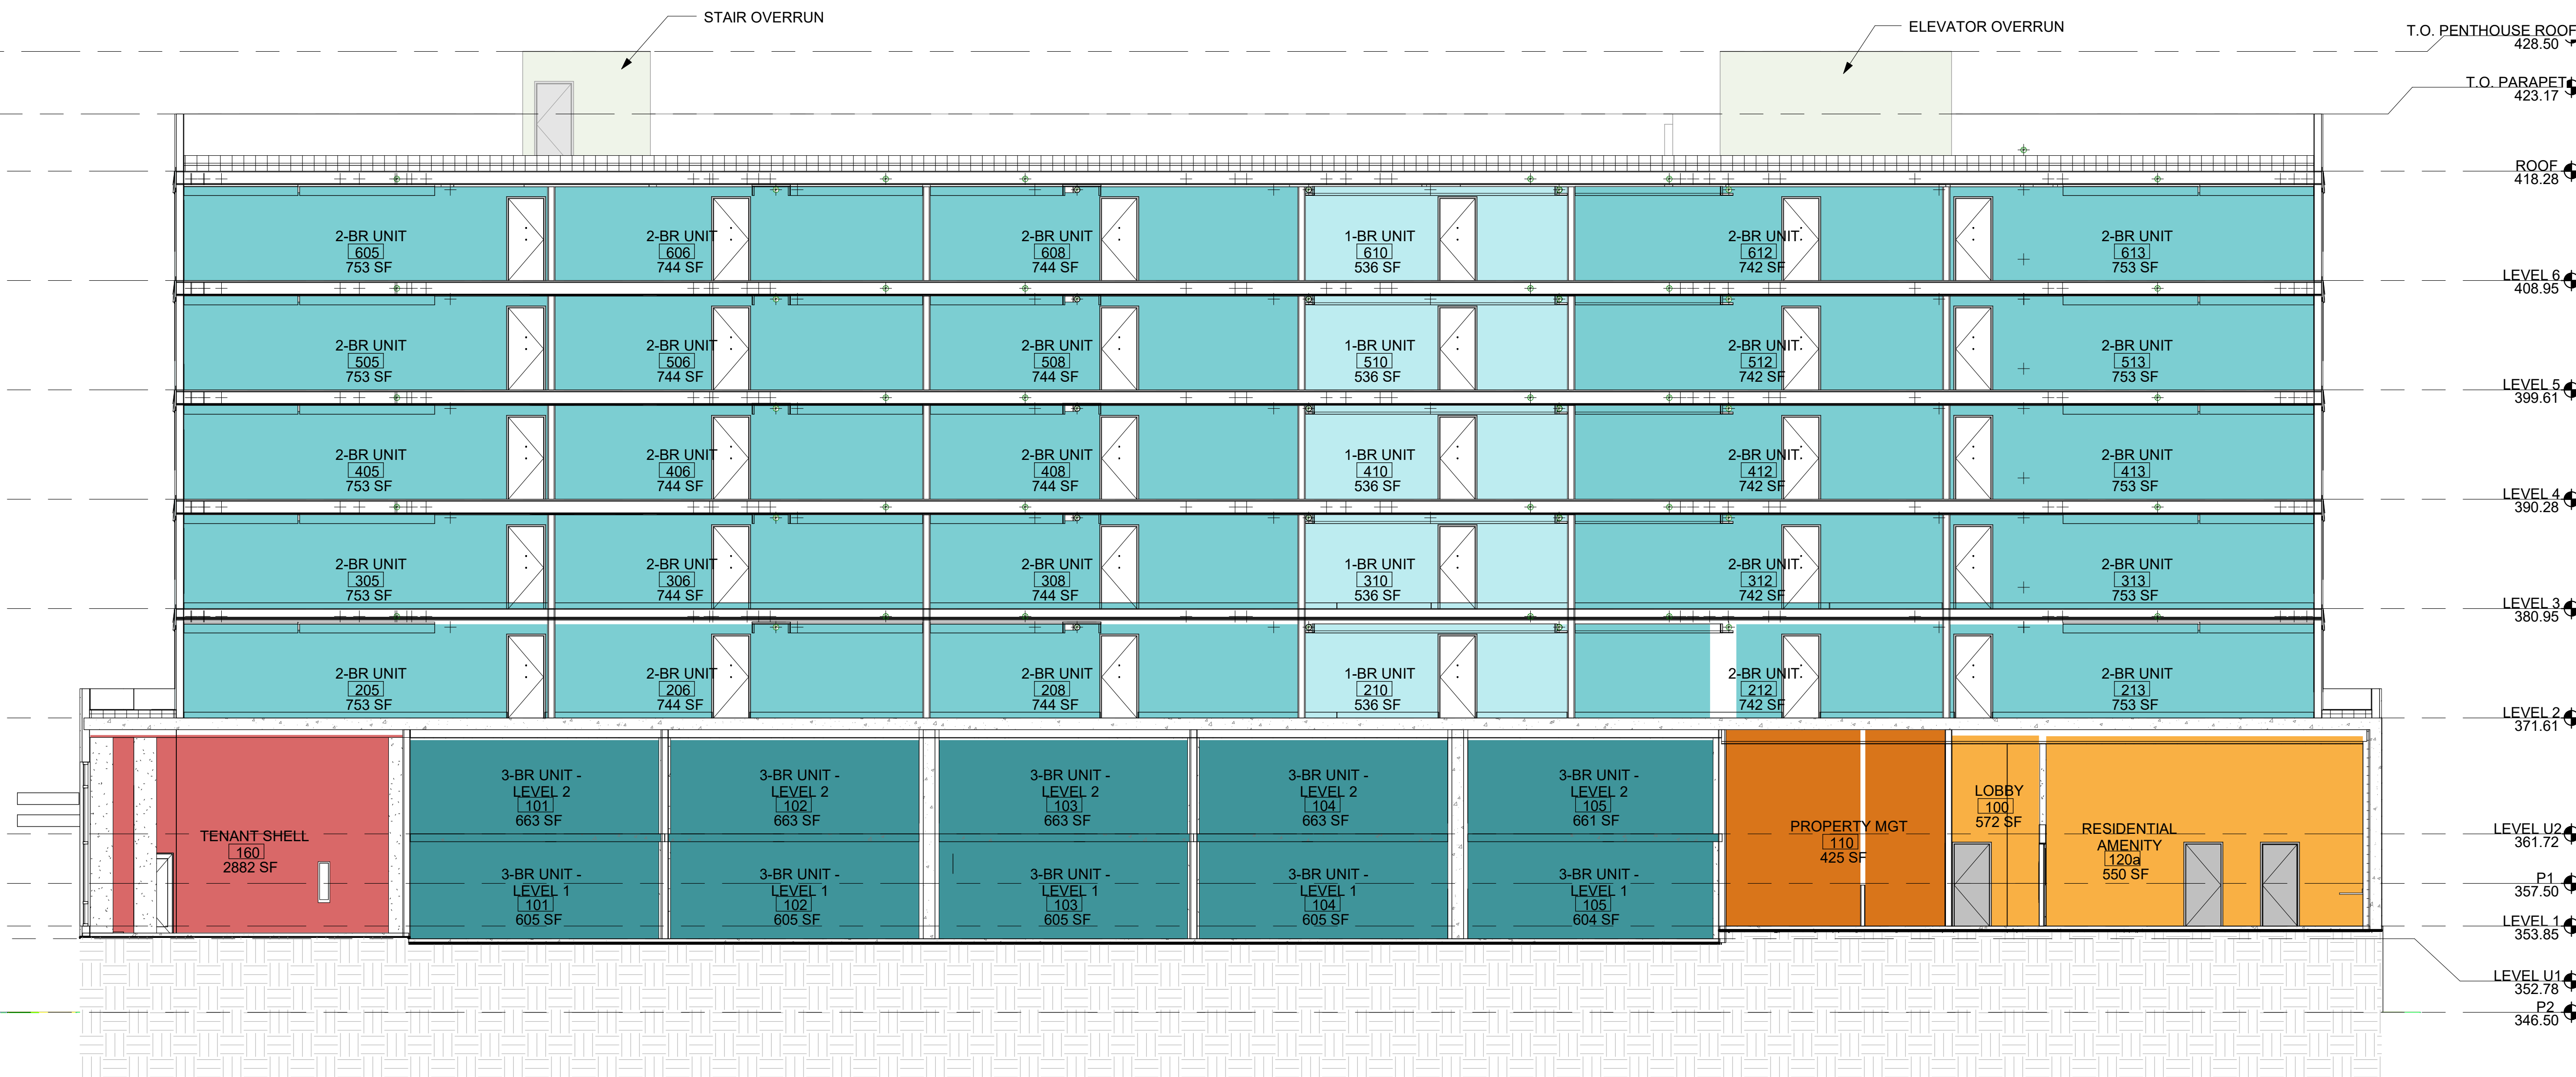 STAIR OVERRUN
ELEVATOR OVERRUN
T.O. PENTHOUSE ROOF
428.50
T.O. PARAPET
423.17
ROOF
418.28
2-BR UNIT
605
753 SF
2-BR UNIT
606
744 SF
2-BR UNIT
608
744 SF
1-BR UNIT
610
536 SF
2-BR UNIT
612
742 SF
2-BR UNIT
613
753 SF
LEVEL 6
408.95
2-BR UNIT
505
753 SF
2-BR UNIT
506
744 SF
2-BR UNIT
508
744 SF
1-BR UNIT
510
536 SF
2-BR UNIT
512
742 SF
2-BR UNIT
513
753 SF
LEVEL 5
399.61
2-BR UNIT
405
753 SF
2-BR UNIT
406
744 SF
2-BR UNIT
408
744 SF
1-BR UNIT
410
536 SF
2-BR UNIT
412
742 SF
2-BR UNIT
413
753 SF
LEVEL 4
390.28
2-BR UNIT
305
753 SF
2-BR UNIT
306
744 SF
2-BR UNIT
308
744 SF
1-BR UNIT
310
536 SF
2-BR UNIT
312
742 SF
2-BR UNIT
313
753 SF
LEVEL 3
380.95
2-BR UNIT
205
753 SF
2-BR UNIT
206
744 SF
2-BR UNIT
208
744 SF
1-BR UNIT
210
536 SF
2-BR UNIT
212
742 SF
2-BR UNIT
213
753 SF
LEVEL 2
371.61
TENANT SHELL
160
2882 SF
3-BR UNIT -
LEVEL 2
101
663 SF
3-BR UNIT -
LEVEL 2
102
663 SF
3-BR UNIT -
LEVEL 2
103
663 SF
3-BR UNIT -
LEVEL 2
104
663 SF
3-BR UNIT -
LEVEL 2
105
661 SF
PROPERTY MGT
110
425 SF
LOBBY
100
572 SF
RESIDENTIAL
AMENITY
120a
550 SF
LEVEL U2
361.72
3-BR UNIT -
LEVEL 1
101
605 SF
3-BR UNIT -
LEVEL 1
102
605 SF
3-BR UNIT -
LEVEL 1
103
605 SF
3-BR UNIT -
LEVEL 1
104
605 SF
3-BR UNIT -
LEVEL 1
105
604 SF
P1
357.50
LEVEL 1
353.85
LEVEL U1
352.78
P2
346.50